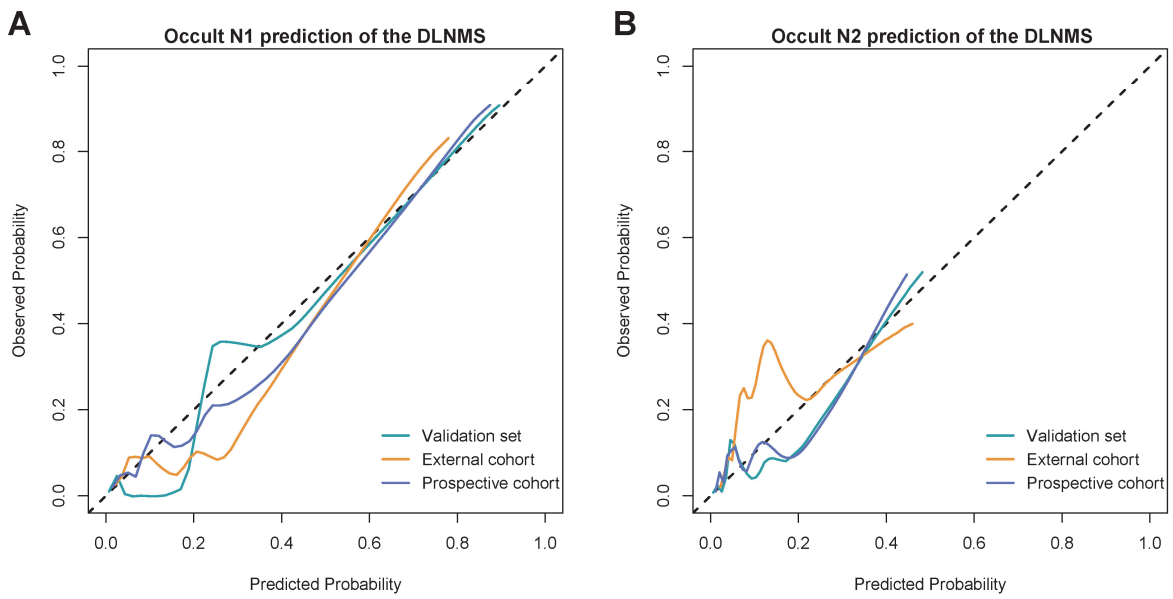 A
Occult N1 prediction of the DLNMS
Observed Probability
1.0
0.8
0.6
0.4
0.2
0.0
Validation set
External cohort
Prospective cohort
0.0 0.2 0.4 0.6 0.8 1.0
Predicted Probability
B
Occult N2 prediction of the DLNMS
Observed Probability
1.0
0.8
0.6
0.4
0.2
0.0
Validation set
External cohort
Prospective cohort
0.0 0.2 0.4 0.6 0.8 1.0
Predicted Probability